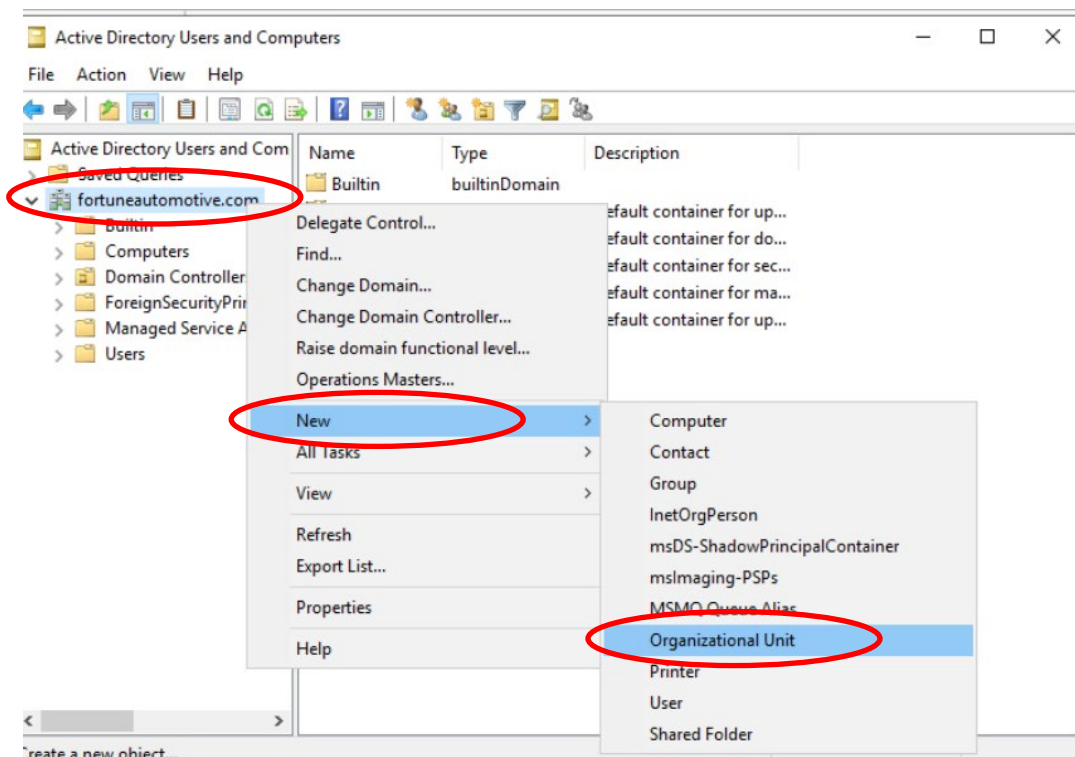 Active Directory Users and Computers
File Action View Help
Active Directory Users and Com
Saved Queries
fortuneautomotive.com
Builtin
Computers
Domain Controller
ForeignSecurityPrin
Managed Service A
Users
Name Type Description
Builtin builtinDomain
efault container for up...
efault container for do...
efault container for sec...
efault container for ma...
efault container for up...
Delegate Control...
Find...
Change Domain...
Change Domain Controller...
Raise domain functional level...
Operations Masters...
New
All Tasks
View
Refresh
Export List...
Properties
Help
Computer
Contact
Group
InetOrgPerson
msDS-ShadowPrincipalContainer
msImaging-PSPs
MSMQ Queue Alias
Organizational Unit
Printer
User
Shared Folder
Create a new object...